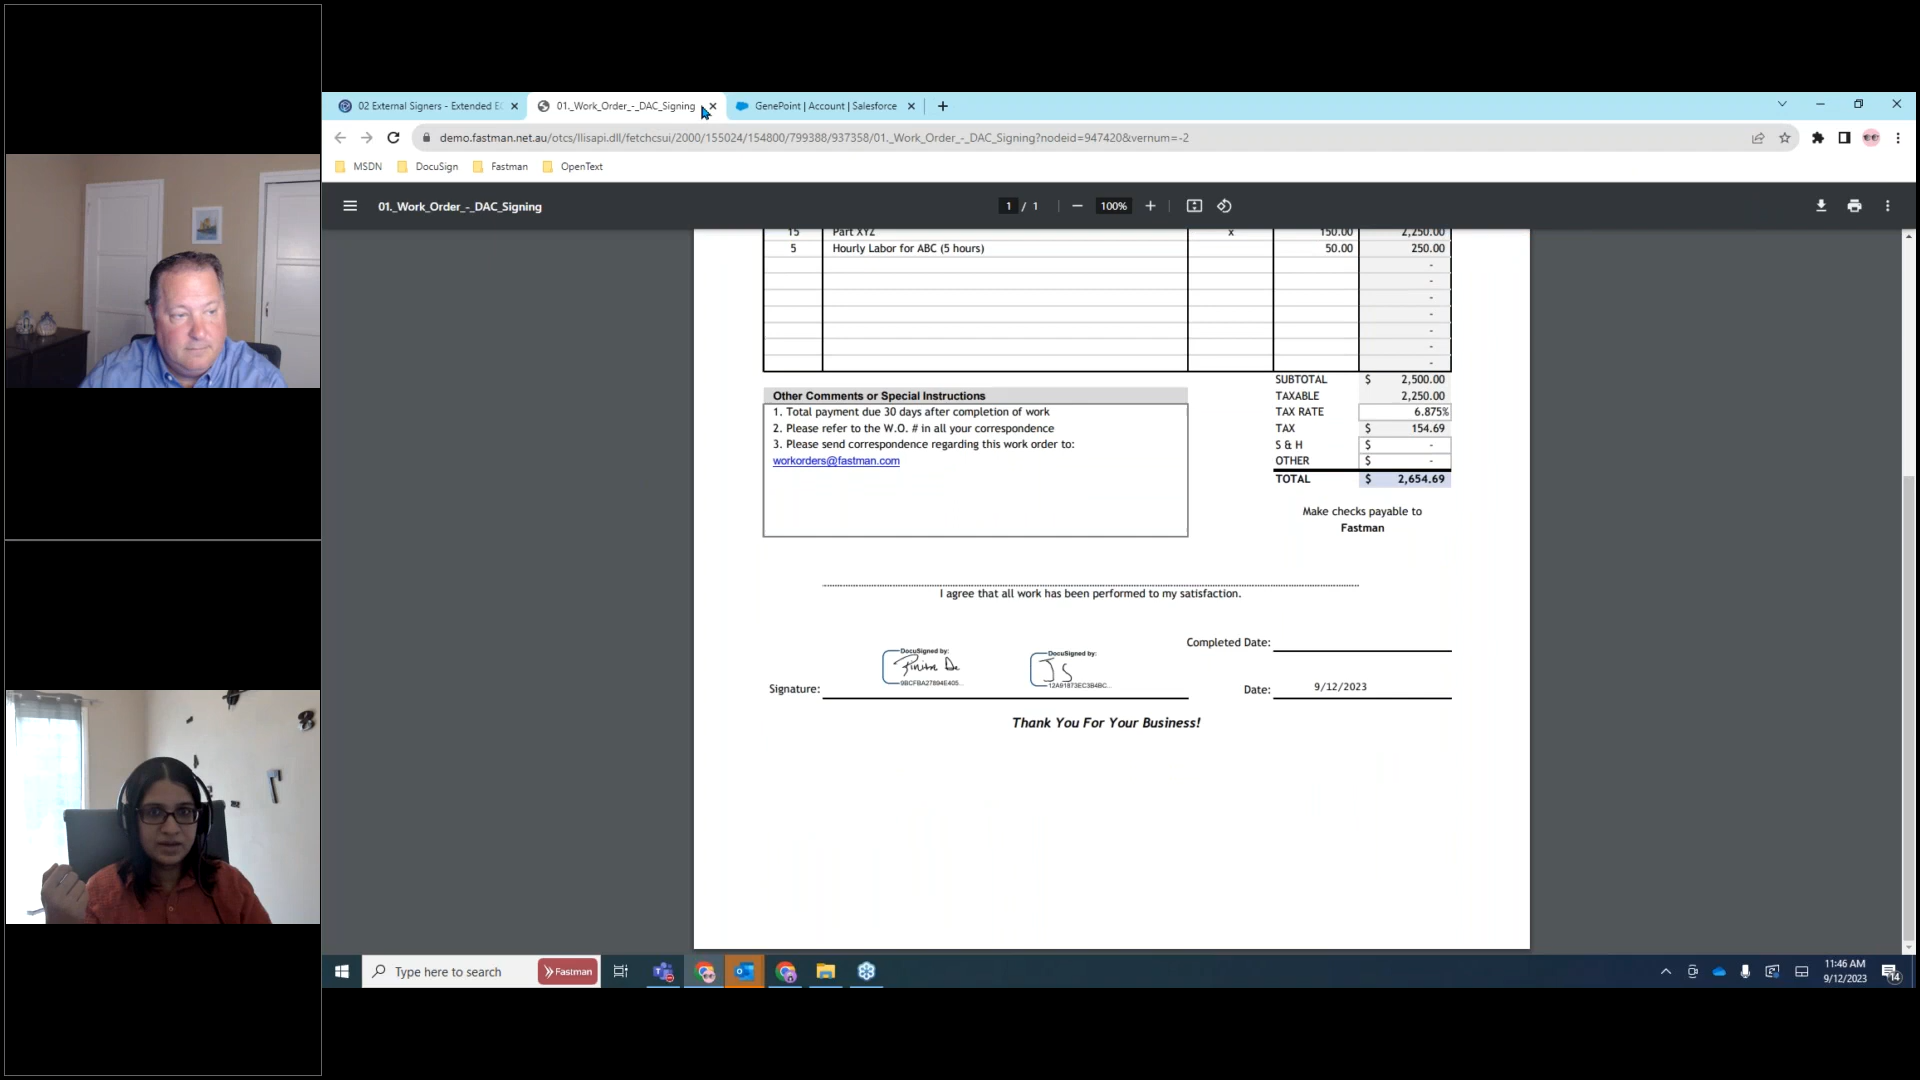 02 External Signers - Extended E
01._Work_Order_-_DAC_Signing
GenePoint | Account | Salesforce
demo.fastman.net.au/otcs/llisapi.dll/fetchcsui/2000/155024/154800/799388/937358/01._Work_Order_-_DAC_Signing?nodeid=947420&vernum=-2
MSDN DocuSign Fastman OpenText
01._Work_Order_-_DAC_Signing 1 / 1 100%
15 Part XYZ x 150.00 2,250.00
5 Hourly Labor for ABC (5 hours) 50.00 250.00
-
-
-
-
-
-
-
SUBTOTAL $ 2,500.00
TAXABLE 2,250.00
TAX RATE 6.875%
TAX $ 154.69
S & H $ -
OTHER $ -
TOTAL $ 2,654.69
Other Comments or Special Instructions
1. Total payment due 30 days after completion of work
2. Please refer to the W.O. # in all your correspondence
3. Please send correspondence regarding this work order to:
workorders@fastman.com
Make checks payable to
Fastman
I agree that all work has been performed to my satisfaction.
Completed Date:
DocuSigned by:
9BCFBA27894E405...
DocuSigned by:
JS
12A91873EC3B4BC...
Signature:
Date: 9/12/2023
Thank You For Your Business!
Type here to search
Fastman
11:46 AM
9/12/2023
14